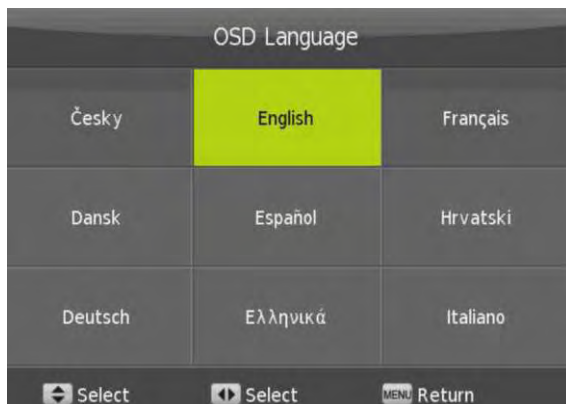 OSD Language
Česky English Français
Dansk Español Hrvatski
Deutsch Ελληνικά Italiano
Select Select MENU Return